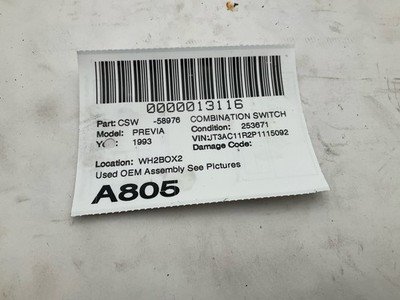 0000013116
Part: CSW -58976 COMBINATION SWITCH
Model: PREVIA Condition: 253671
Year: 1993 VIN:JT3AC11R2P1115092
Damage Code:
Location: WH2BOX2
Used OEM Assembly See Pictures
A805